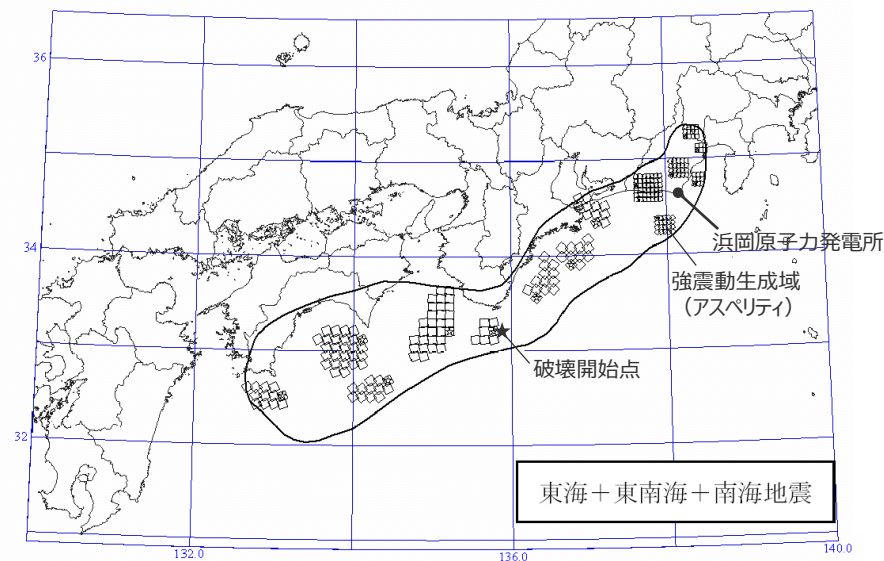 36
浜岡原子力発電所
34
強震動生成域
（アスペリティ）
破壊開始点
32
東海＋東南海＋南海地震
132.0
136.0
140.0